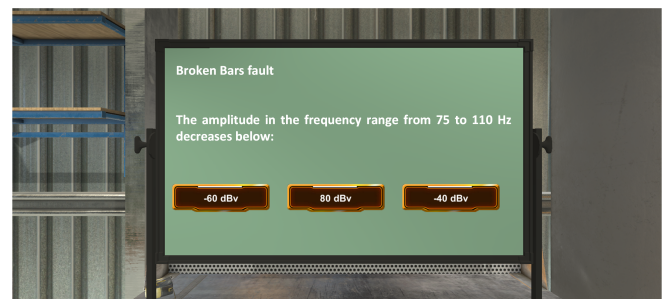 Broken Bars fault
The amplitude in the frequency range from 75 to 110 Hz
decreases below:
-60 dBv
80 dBv
-40 dBv